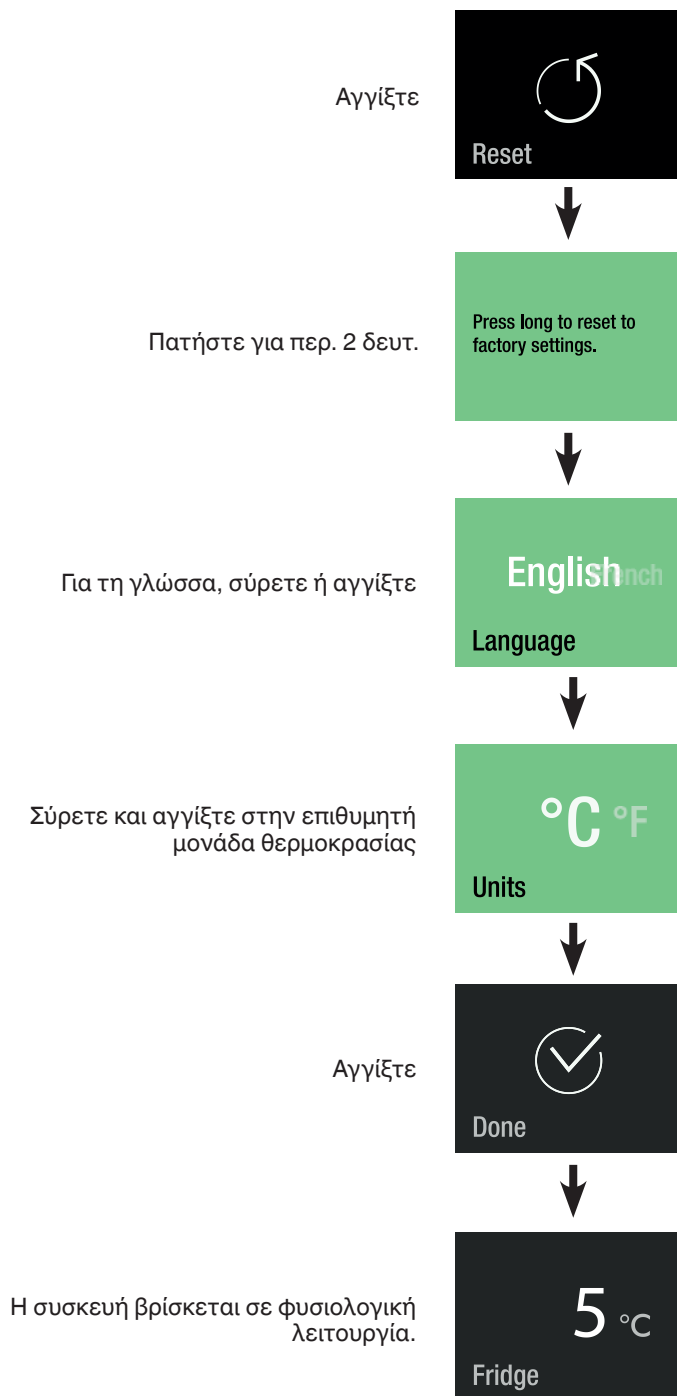 Αγγίξτε
Reset
Πατήστε για περ. 2 δευτ.
Press long to reset to
factory settings.
Για τη γλώσσα, σύρετε ή αγγίξτε
English
French
Language
Σύρετε και αγγίξτε στην επιθυμητή
μονάδα θερμοκρασίας
°C °F
Units
Αγγίξτε
Done
Η συσκευή βρίσκεται σε φυσιολογική
λειτουργία.
5 °C
Fridge